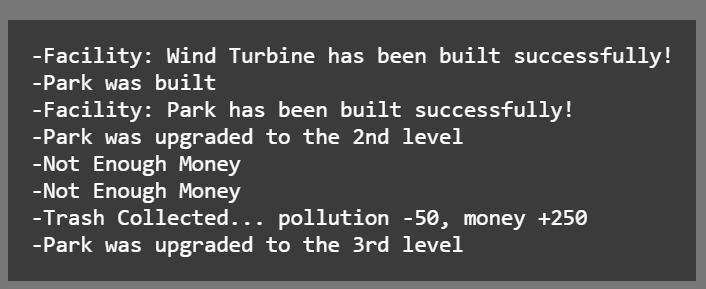 -Facility: Wind Turbine has been built successfully!
-Park was built
-Facility: Park has been built successfully!
-Park was upgraded to the 2nd level
-Not Enough Money
-Not Enough Money
-Trash Collected... pollution -50, money +250
-Park was upgraded to the 3rd level